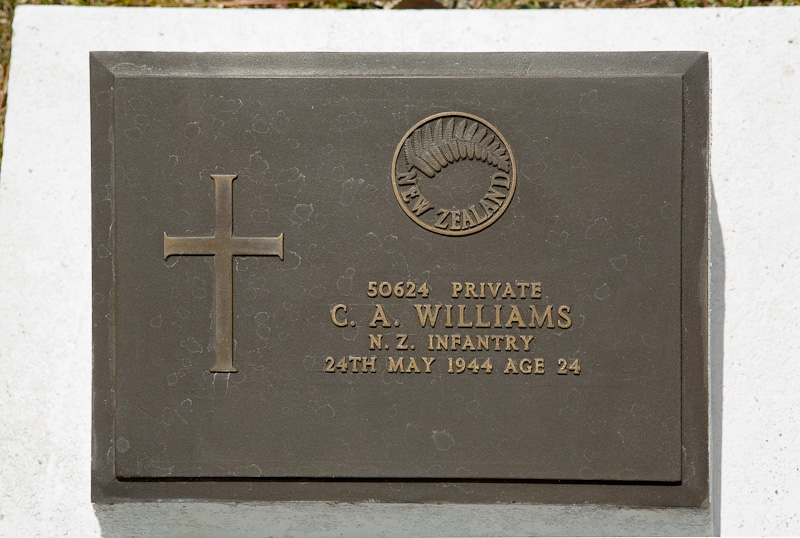 NEW ZEALAND
50624 PRIVATE
C. A. WILLIAMS
N. Z. INFANTRY
24TH MAY 1944 AGE 24